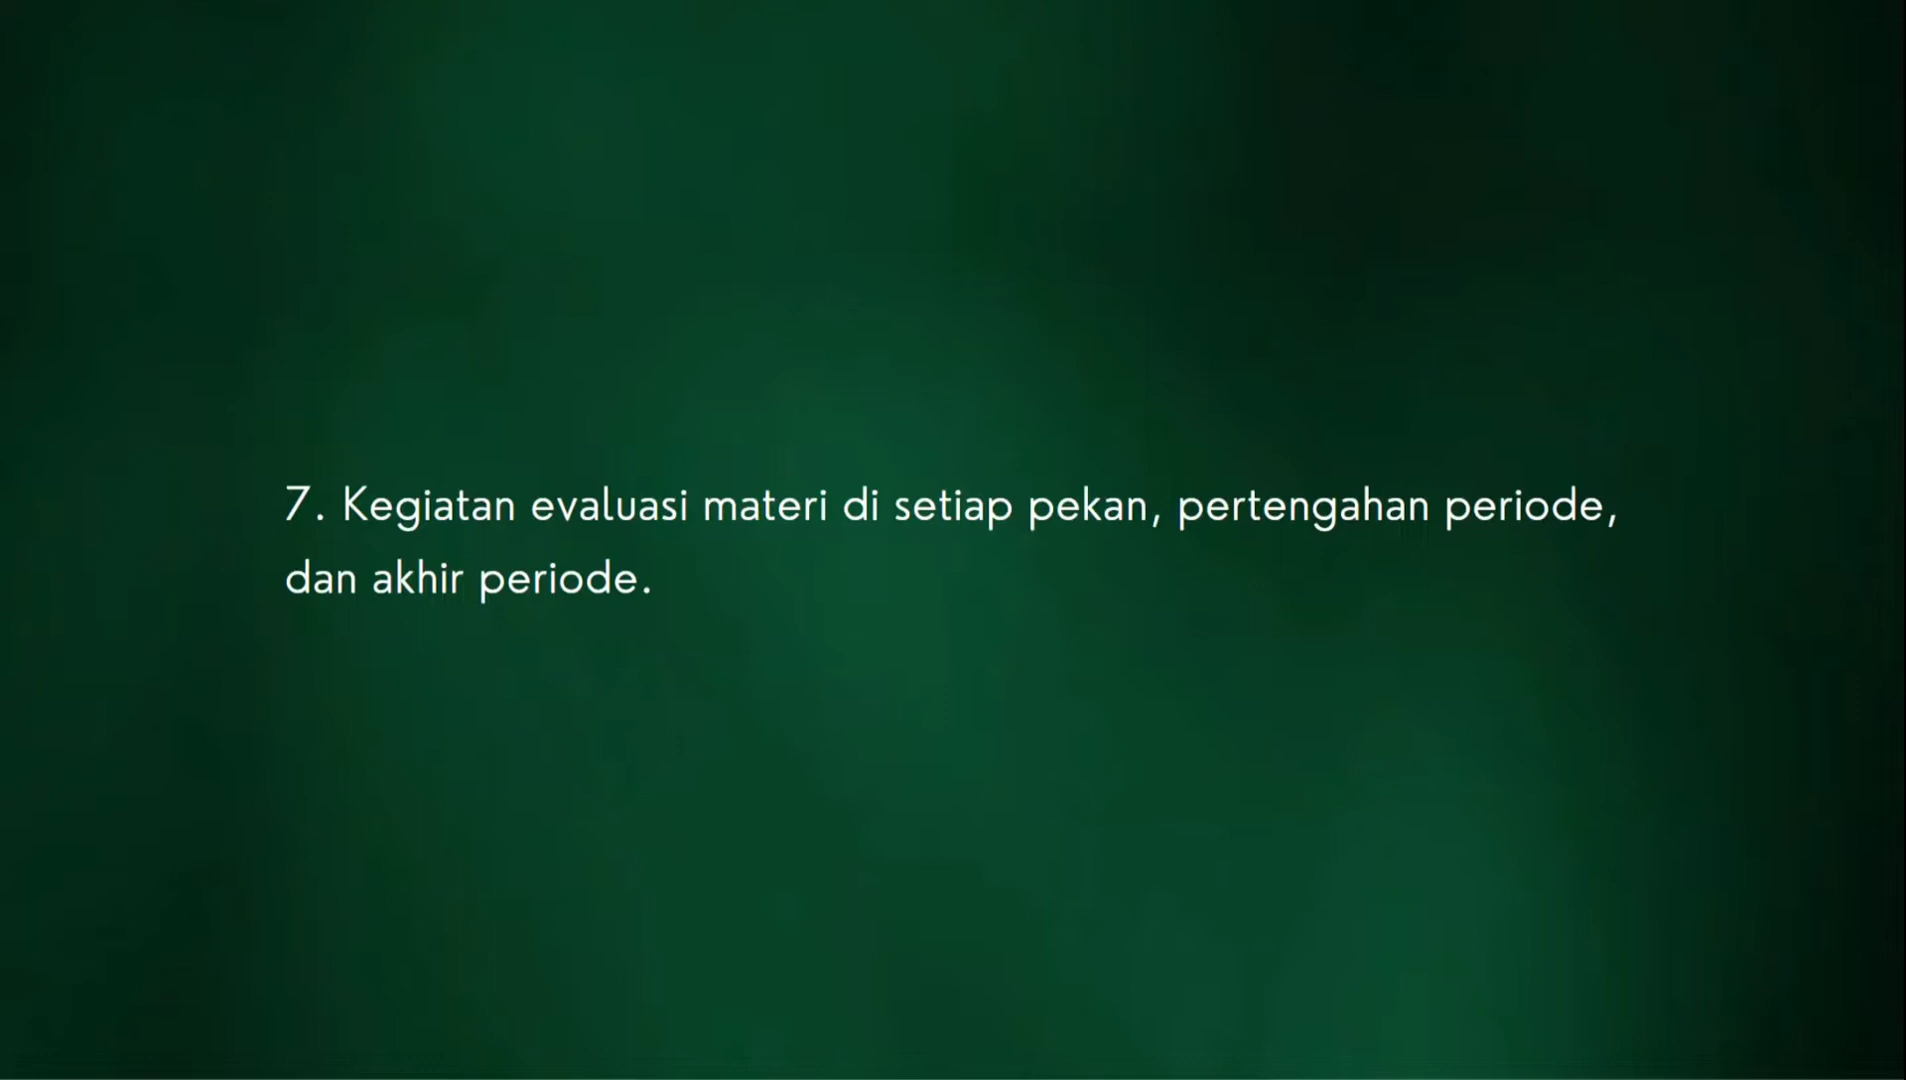 7. Kegiatan evaluasi materi di setiap pekan, pertengahan periode,
dan akhir periode.